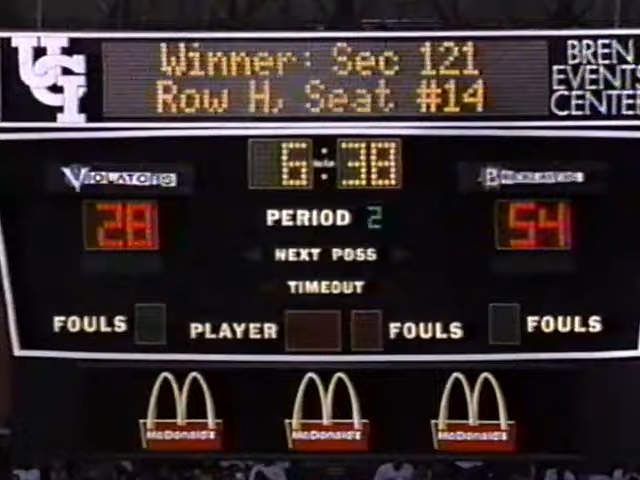 UCI
Winner: Sec 121
Row H, Seat #14
BREN
EVENTS
CENTER
VIOLATORS
6:38
28
PERIOD 2
54
NEXT POSS
TIMEOUT
FOULS
PLAYER
FOULS
FOULS
McDonald's
McDonald's
McDonald's